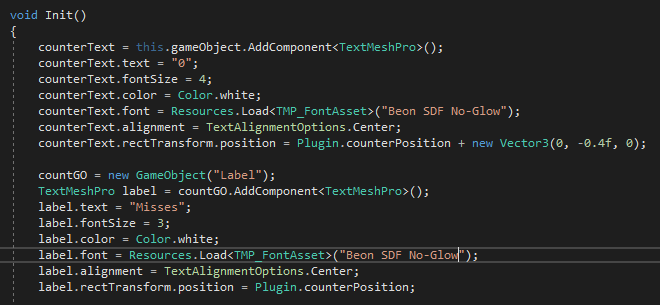 void Init()
{
counterText = this.gameObject.AddComponent<TextMeshPro>();
counterText.text = "0";
counterText.fontSize = 4;
counterText.color = Color.white;
counterText.font = Resources.Load<TMP_FontAsset>("Beon SDF No-Glow");
counterText.alignment = TextAlignmentOptions.Center;
counterText.rectTransform.position = Plugin.counterPosition + new Vector3(0, -0.4f, 0);

countGO = new GameObject("Label");
TextMeshPro label = countGO.AddComponent<TextMeshPro>();
label.text = "Misses";
label.fontSize = 3;
label.color = Color.white;
label.font = Resources.Load<TMP_FontAsset>("Beon SDF No-Glow");
label.alignment = TextAlignmentOptions.Center;
label.rectTransform.position = Plugin.counterPosition;